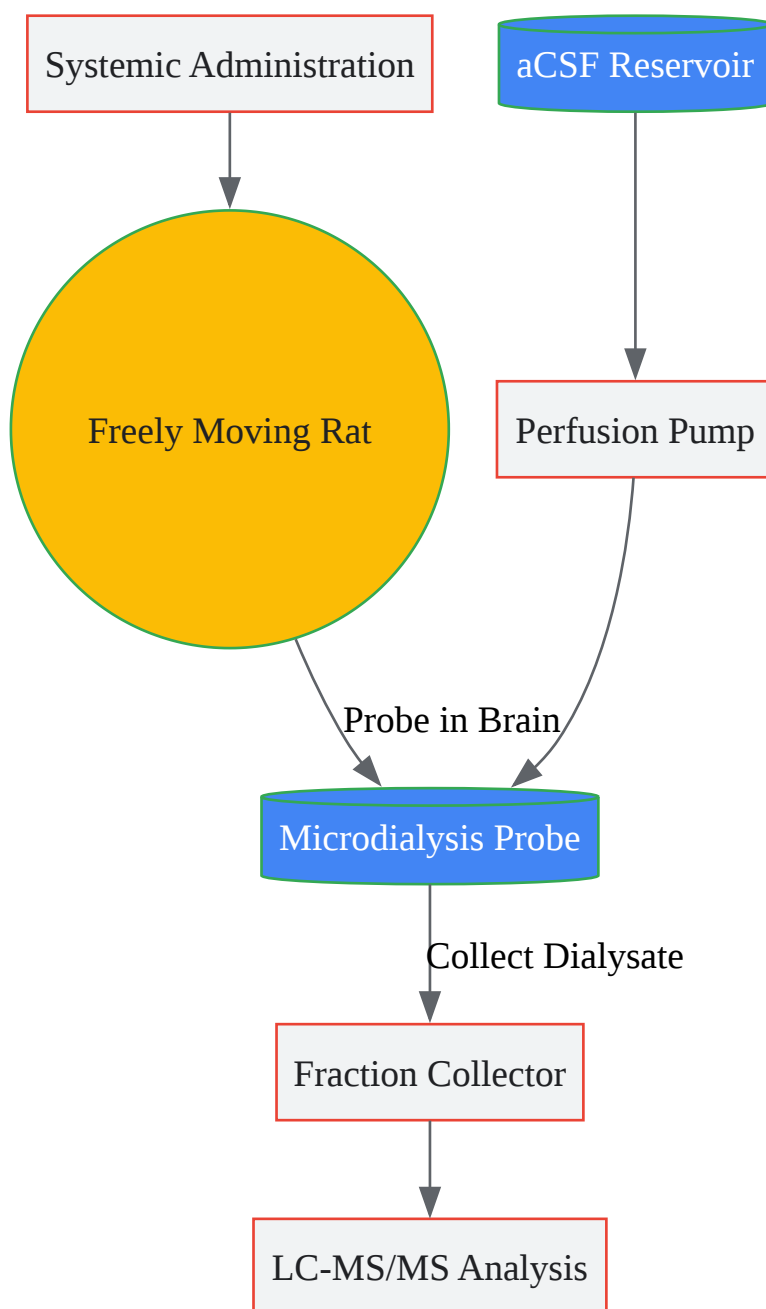 Systemic Administration
aCSF Reservoir
Freely Moving Rat
Perfusion Pump
Probe in Brain
Microdialysis Probe
Collect Dialysate
Fraction Collector
LC-MS/MS Analysis